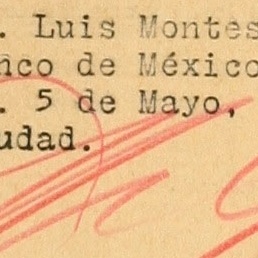 . Luis Montes
nco de México
. 5 de Mayo,
udad.